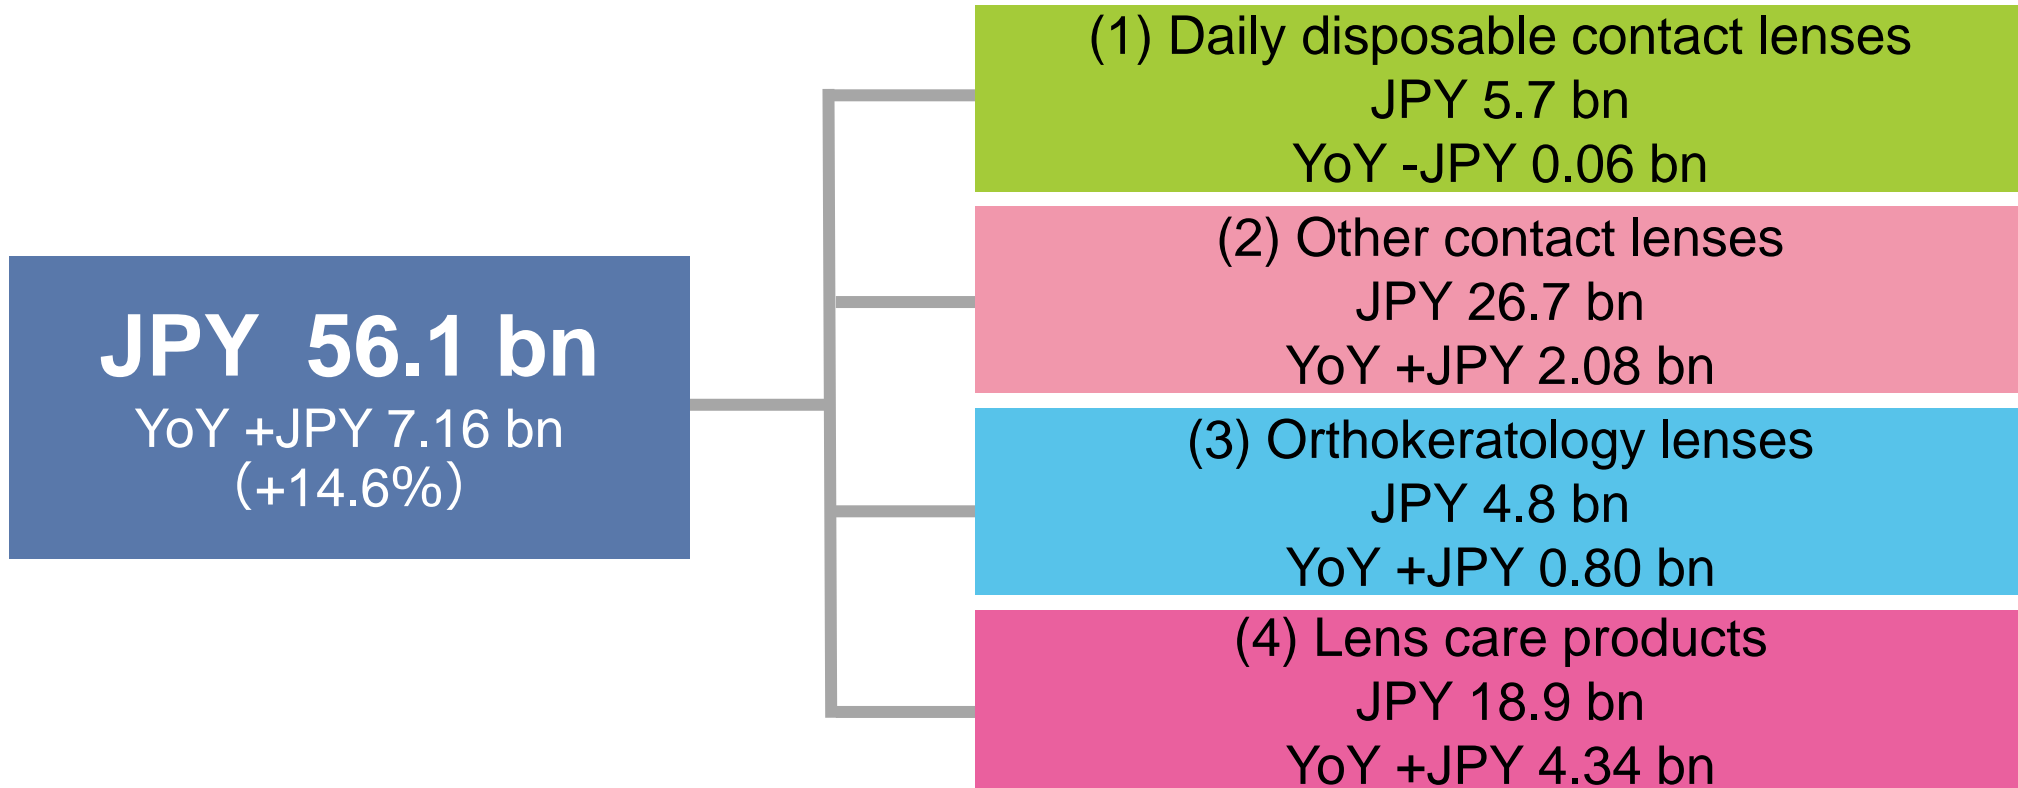 JPY  56.1 bn
YoY +JPY 7.16 bn
（+14.6%）
(1) Daily disposable contact lenses
JPY 5.7 bn
YoY -JPY 0.06 bn
(2) Other contact lenses
JPY 26.7 bn
YoY +JPY 2.08 bn
(3) Orthokeratology lenses
JPY 4.8 bn
YoY +JPY 0.80 bn
(4) Lens care products
JPY 18.9 bn
YoY +JPY 4.34 bn